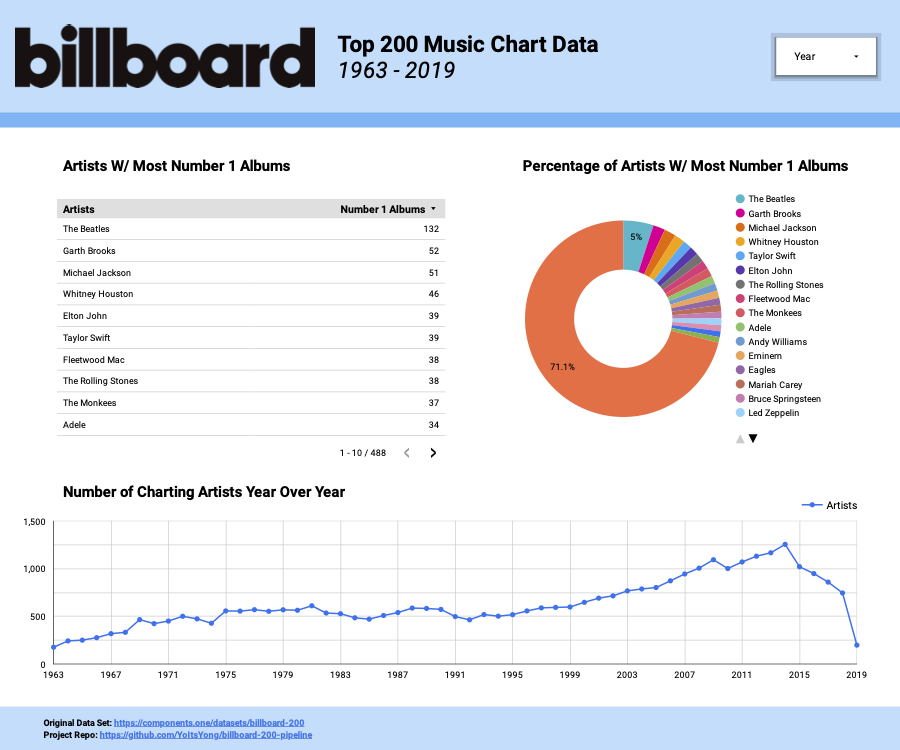 billboard
Top 200 Music Chart Data
1963 - 2019
Year
Artists W/ Most Number 1 Albums
Artists Number 1 Albums
The Beatles 132
Garth Brooks 52
Michael Jackson 51
Whitney Houston 46
Elton John 39
Taylor Swift 39
Fleetwood Mac 38
The Rolling Stones 38
The Monkees 37
Adele 34
1 - 10 / 488
Percentage of Artists W/ Most Number 1 Albums
5%
71.1%
The Beatles
Garth Brooks
Michael Jackson
Whitney Houston
Taylor Swift
Elton John
The Rolling Stones
Fleetwood Mac
The Monkees
Adele
Andy Williams
Eminem
Eagles
Mariah Carey
Bruce Springsteen
Led Zeppelin
Number of Charting Artists Year Over Year
Artists
1,500
1,000
500
0
1963 1967 1971 1975 1979 1983 1987 1991 1995 1999 2003 2007 2011 2015 2019
Original Data Set: https://components.one/datasets/billboard-200
Project Repo: https://github.com/YoItsYong/billboard-200-pipeline